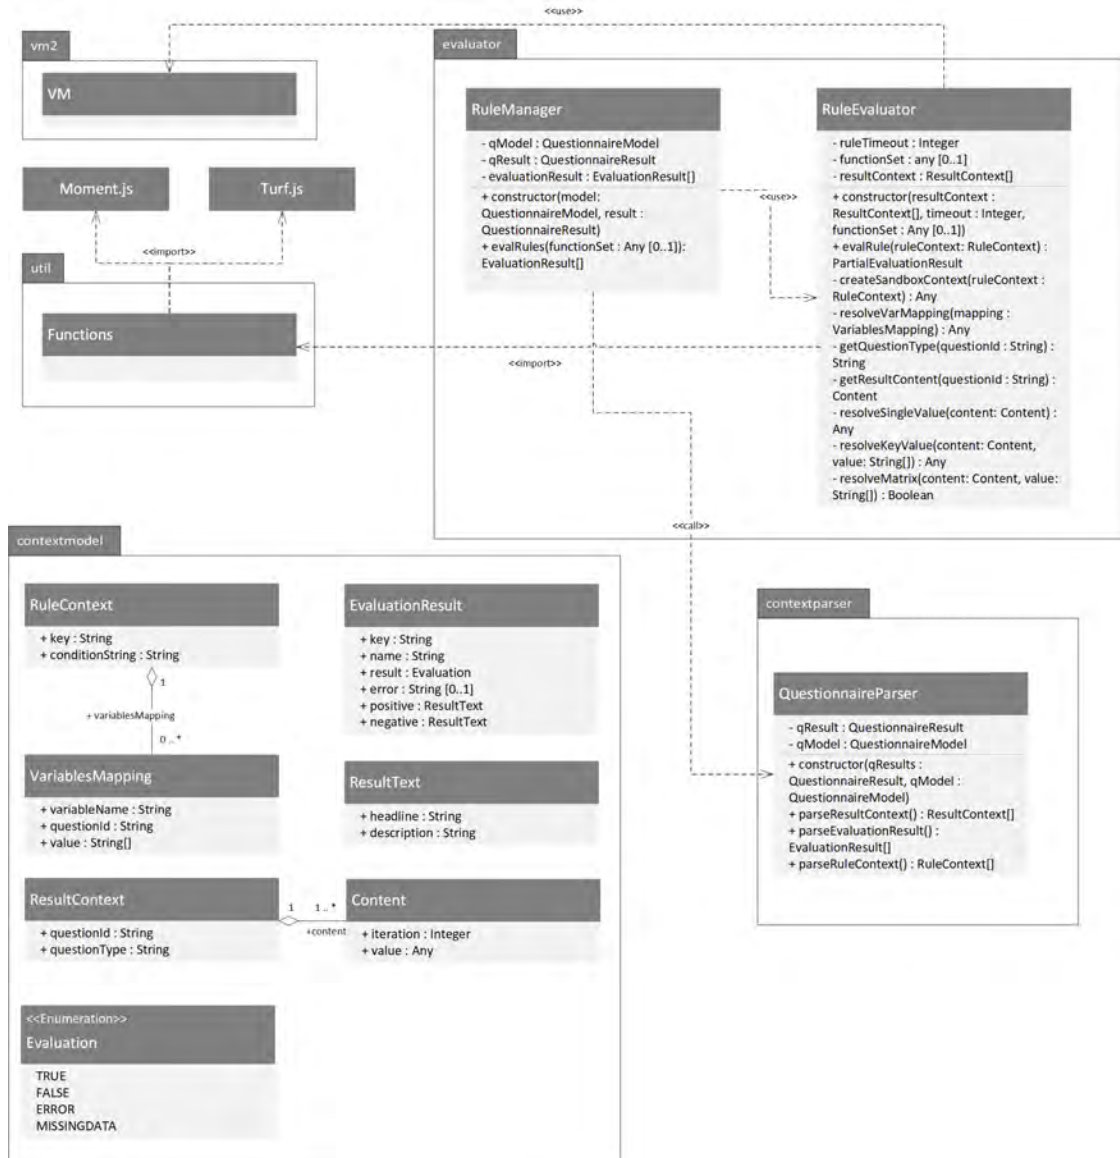 <<use>>
vm2
VM
evaluator
RuleManager
- qModel : QuestionnaireModel
- qResult : QuestionnaireResult
- evaluationResult : EvaluationResult[]
+ constructor(model:
QuestionnaireModel, result :
QuestionnaireResult)
+ evalRules(functionSet : Any [0..1]):
EvaluationResult[]
<<use>>
RuleEvaluator
- ruleTimeout : Integer
- functionSet : any [0..1]
- resultContext : ResultContext[]
+ constructor(resultContext :
ResultContext[], timeout : Integer,
functionSet : Any [0..1])
+ evalRule(ruleContext: RuleContext) :
PartialEvaluationResult
- createSandboxContext(ruleContext :
RuleContext) : Any
- resolveVarMapping(mapping :
VariablesMapping) : Any
- getQuestionType(questionId : String) :
String
- getResultContent(questionId : String) :
Content
- resolveSingleValue(content: Content) :
Any
- resolveKeyValue(content: Content,
value: String[]) : Any
- resolveMatrix(content: Content, value:
String[]) : Boolean
Moment.js
Turf.js
<<import>>
util
Functions
<<import>>
<<call>>
contextmodel
RuleContext
+ key : String
+ conditionString : String
1
+ variablesMapping
0 .. *
VariablesMapping
+ variableName : String
+ questionId : String
+ value : String[]
EvaluationResult
+ key : String
+ name : String
+ result : Evaluation
+ error : String [0..1]
+ positive : ResultText
+ negative : ResultText
ResultText
+ headline : String
+ description : String
ResultContext
+ questionId : String
+ questionType : String
1
1 .. *
+content
Content
+ iteration : Integer
+ value : Any
<<Enumeration>>
Evaluation
TRUE
FALSE
ERROR
MISSINGDATA
contextparser
QuestionnaireParser
- qResult : QuestionnaireResult
- qModel : QuestionnaireModel
+ constructor(qResults :
QuestionnaireResult, qModel :
QuestionnaireModel)
+ parseResultContext() : ResultContext[]
+ parseEvaluationResult() :
EvaluationResult[]
+ parseRuleContext() : RuleContext[]